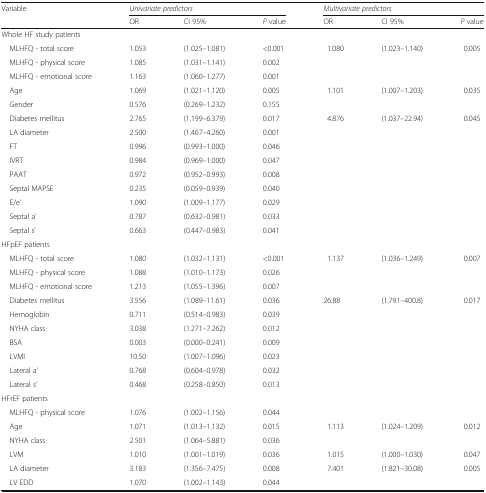 Variable Univariate predictors Multivariate predictors
OR CI 95% P value OR CI 95% P value
Whole HF study patients
MLHFQ - total score 1.053 (1.025–1.081) <0.001 1.080 (1.023–1.140) 0.005
MLHFQ - physical score 1.085 (1.031–1.141) 0.002
MLHFQ - emotional score 1.163 (1.060–1.277) 0.001
Age 1.069 (1.021–1.120) 0.005 1.101 (1.007–1.203) 0.035
Gender 0.576 (0.269–1.232) 0.155
Diabetes mellitus 2.765 (1.199–6.379) 0.017 4.876 (1.037–22.94) 0.045
LA diameter 2.500 (1.467–4.260) 0.001
FT 0.996 (0.993–1.000) 0.046
IVRT 0.984 (0.969–1.000) 0.047
PAAT 0.972 (0.952–0.993) 0.008
Septal MAPSE 0.235 (0.059–0.939) 0.040
E/e' 1.090 (1.009–1.177) 0.029
Septal a' 0.787 (0.632–0.981) 0.033
Septal s' 0.663 (0.447–0.983) 0.041
HFpEF patients
MLHFQ - total score 1.080 (1.032–1.131) <0.001 1.137 (1.036–1.249) 0.007
MLHFQ - physical score 1.088 (1.010–1.173) 0.026
MLHFQ - emotional score 1.213 (1.055–1.396) 0.007
Diabetes mellitus 3.556 (1.089–11.61) 0.036 26.88 (1.791–400.8) 0.017
Hemoglobin 0.711 (0.514–0.983) 0.039
NYHA class 3.038 (1.271–7.262) 0.012
BSA 0.003 (0.000–0.241) 0.009
LVMI 10.50 (1.007–1.096) 0.023
Lateral a' 0.768 (0.604–0.978) 0.032
Lateral s' 0.468 (0.258–0.850) 0.013
HFrEF patients
MLHFQ - physical score 1.076 (1.002–1.156) 0.044
Age 1.071 (1.013–1.132) 0.015 1.113 (1.024–1.209) 0.012
NYHA class 2.501 (1.064–5.881) 0.036
LVM 1.010 (1.001–1.019) 0.036 1.015 (1.000–1.030) 0.047
LA diameter 3.183 (1.356–7.475) 0.008 7.401 (1.821–30.08) 0.005
LV EDD 1.070 (1.002–1.143) 0.044